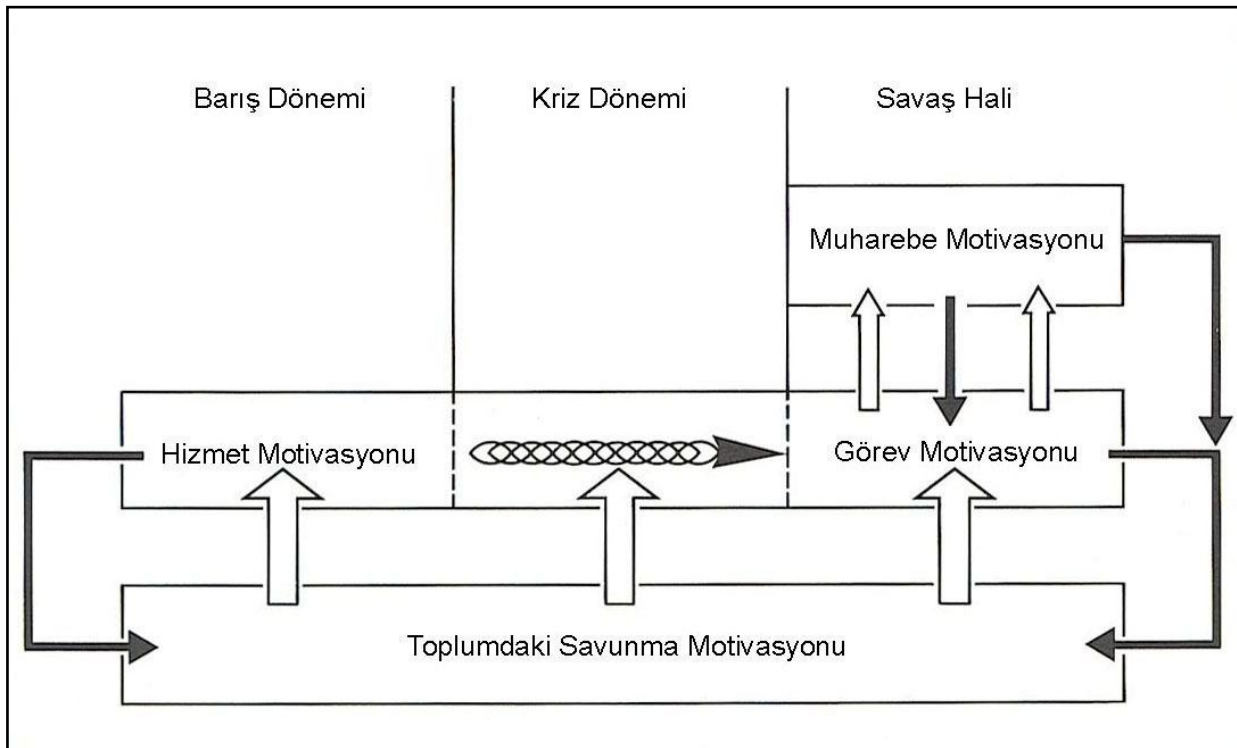 Barış Dönemi
Kriz Dönemi
Savaş Hali
Muharebe Motivasyonu
Hizmet Motivasyonu
Görev Motivasyonu
Toplumdaki Savunma Motivasyonu